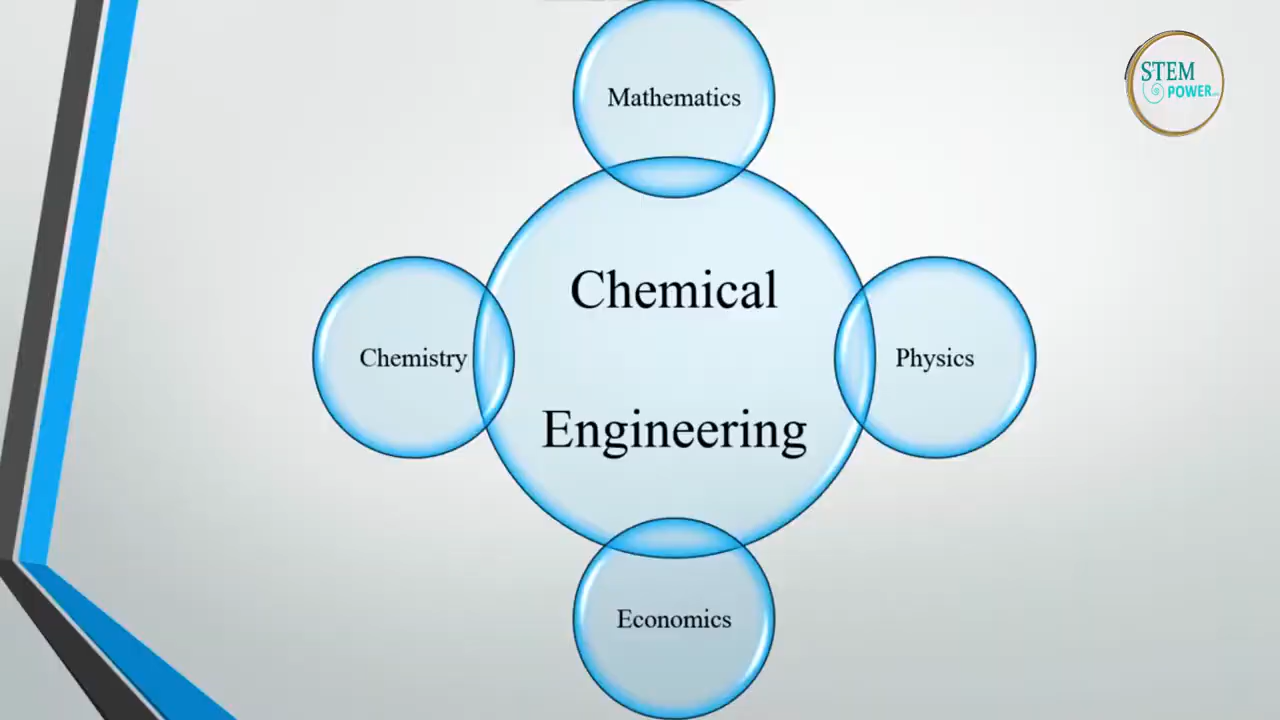 Mathematics
STEM
POWER
Chemical
Chemistry
Physics
Engineering
Economics